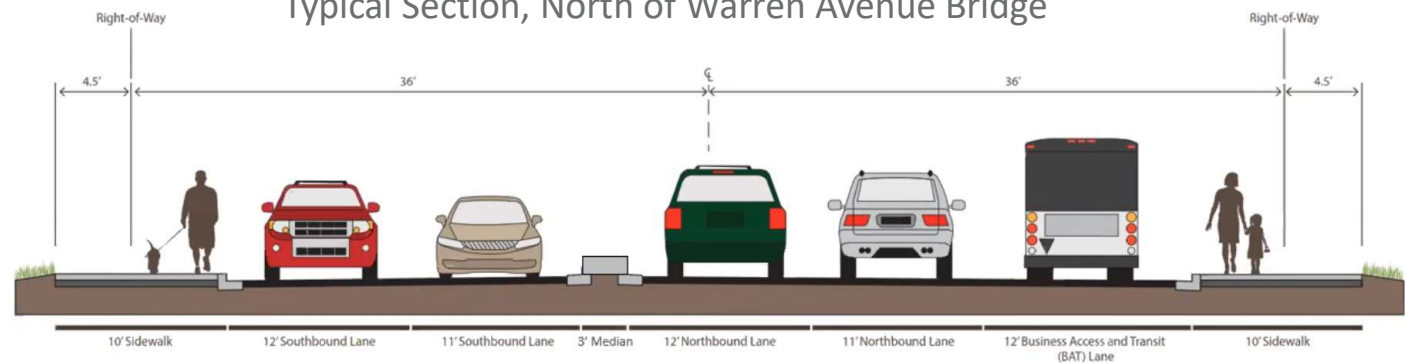 Typical Section, North of Warren Avenue Bridge
Right-of-Way
Right-of-Way
4.5'
36'
℄
36'
4.5'
10' Sidewalk
12' Southbound Lane
11' Southbound Lane
3' Median
12' Northbound Lane
11' Northbound Lane
12' Business Access and Transit
(BAT) Lane
10' Sidewalk